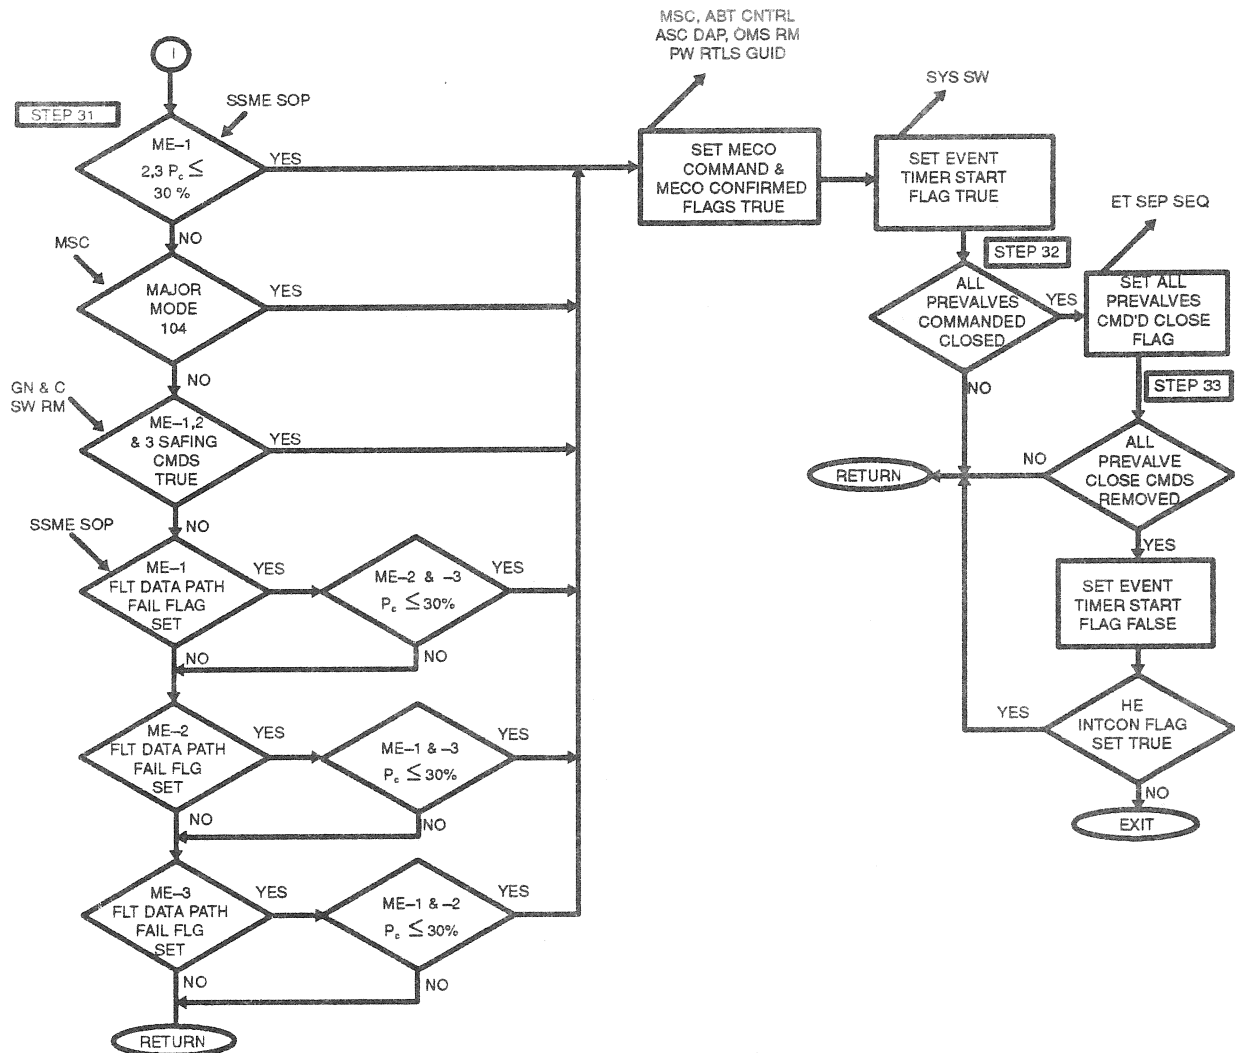 I
STEP 31
SSME SOP
ME-1
2,3 Pc ≤
30 %
YES
NO
MSC
MAJOR
MODE
104
YES
NO
GN & C
SW RM
ME-1,2
& 3 SAFING
CMDS
TRUE
YES
NO
SSME SOP
ME-1
FLT DATA PATH
FAIL FLAG
SET
YES
ME-2 & -3
Pc ≤ 30%
YES
NO
NO
ME-2
FLT DATA PATH
FAIL FLG
SET
YES
ME-1 & -3
Pc ≤ 30%
YES
NO
NO
ME-3
FLT DATA PATH
FAIL FLG
SET
YES
ME-1 & -2
Pc ≤ 30%
YES
NO
NO
RETURN
MSC, ABT CNTRL
ASC DAP, OMS RM
PW RTLS GUID
SET MECO
COMMAND &
MECO CONFIRMED
FLAGS TRUE
SYS SW
SET EVENT
TIMER START
FLAG TRUE
STEP 32
ALL
PREVALVES
COMMANDED
CLOSED
YES
NO
ET SEP SEQ
SET ALL
PREVALVES
CMD'D CLOSE
FLAG
STEP 33
ALL
PREVALVE
CLOSE CMDS
REMOVED
NO
RETURN
YES
SET EVENT
TIMER START
FLAG FALSE
HE
INTCON FLAG
SET TRUE
YES
NO
EXIT